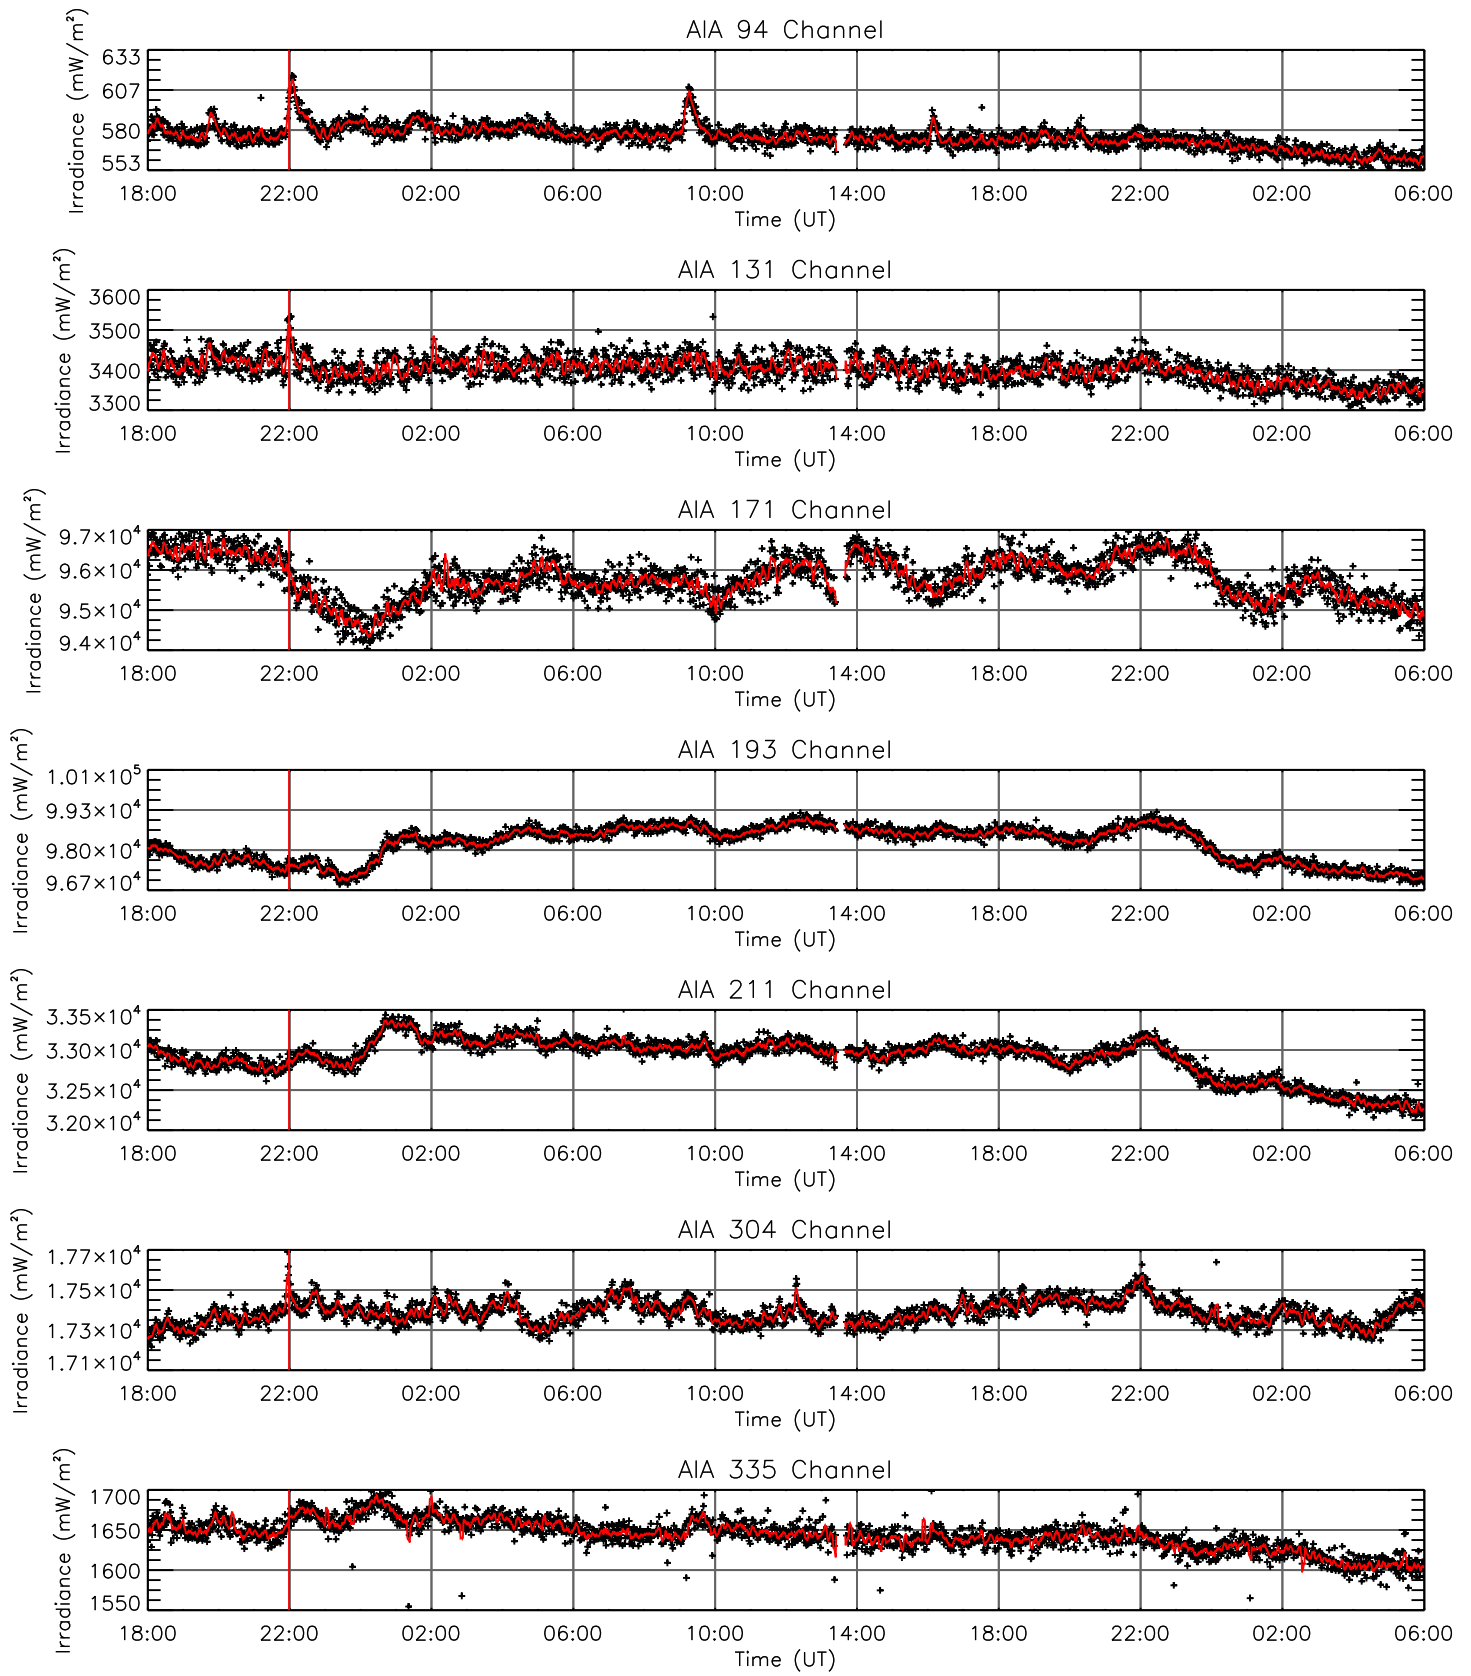 AIA 94 Channel
Irradiance (mW/m²)
633
607
580
553
18:00 22:00 02:00 06:00 10:00 14:00 18:00 22:00 02:00 06:00
Time (UT)
AIA 131 Channel
Irradiance (mW/m²)
3600
3500
3400
3300
18:00 22:00 02:00 06:00 10:00 14:00 18:00 22:00 02:00 06:00
Time (UT)
AIA 171 Channel
Irradiance (mW/m²)
9.7×10⁴
9.6×10⁴
9.5×10⁴
9.4×10⁴
18:00 22:00 02:00 06:00 10:00 14:00 18:00 22:00 02:00 06:00
Time (UT)
AIA 193 Channel
Irradiance (mW/m²)
1.01×10⁵
9.93×10⁴
9.80×10⁴
9.67×10⁴
18:00 22:00 02:00 06:00 10:00 14:00 18:00 22:00 02:00 06:00
Time (UT)
AIA 211 Channel
Irradiance (mW/m²)
3.35×10⁴
3.30×10⁴
3.25×10⁴
3.20×10⁴
18:00 22:00 02:00 06:00 10:00 14:00 18:00 22:00 02:00 06:00
Time (UT)
AIA 304 Channel
Irradiance (mW/m²)
1.77×10⁴
1.75×10⁴
1.73×10⁴
1.71×10⁴
18:00 22:00 02:00 06:00 10:00 14:00 18:00 22:00 02:00 06:00
Time (UT)
AIA 335 Channel
Irradiance (mW/m²)
1700
1650
1600
1550
18:00 22:00 02:00 06:00 10:00 14:00 18:00 22:00 02:00 06:00
Time (UT)